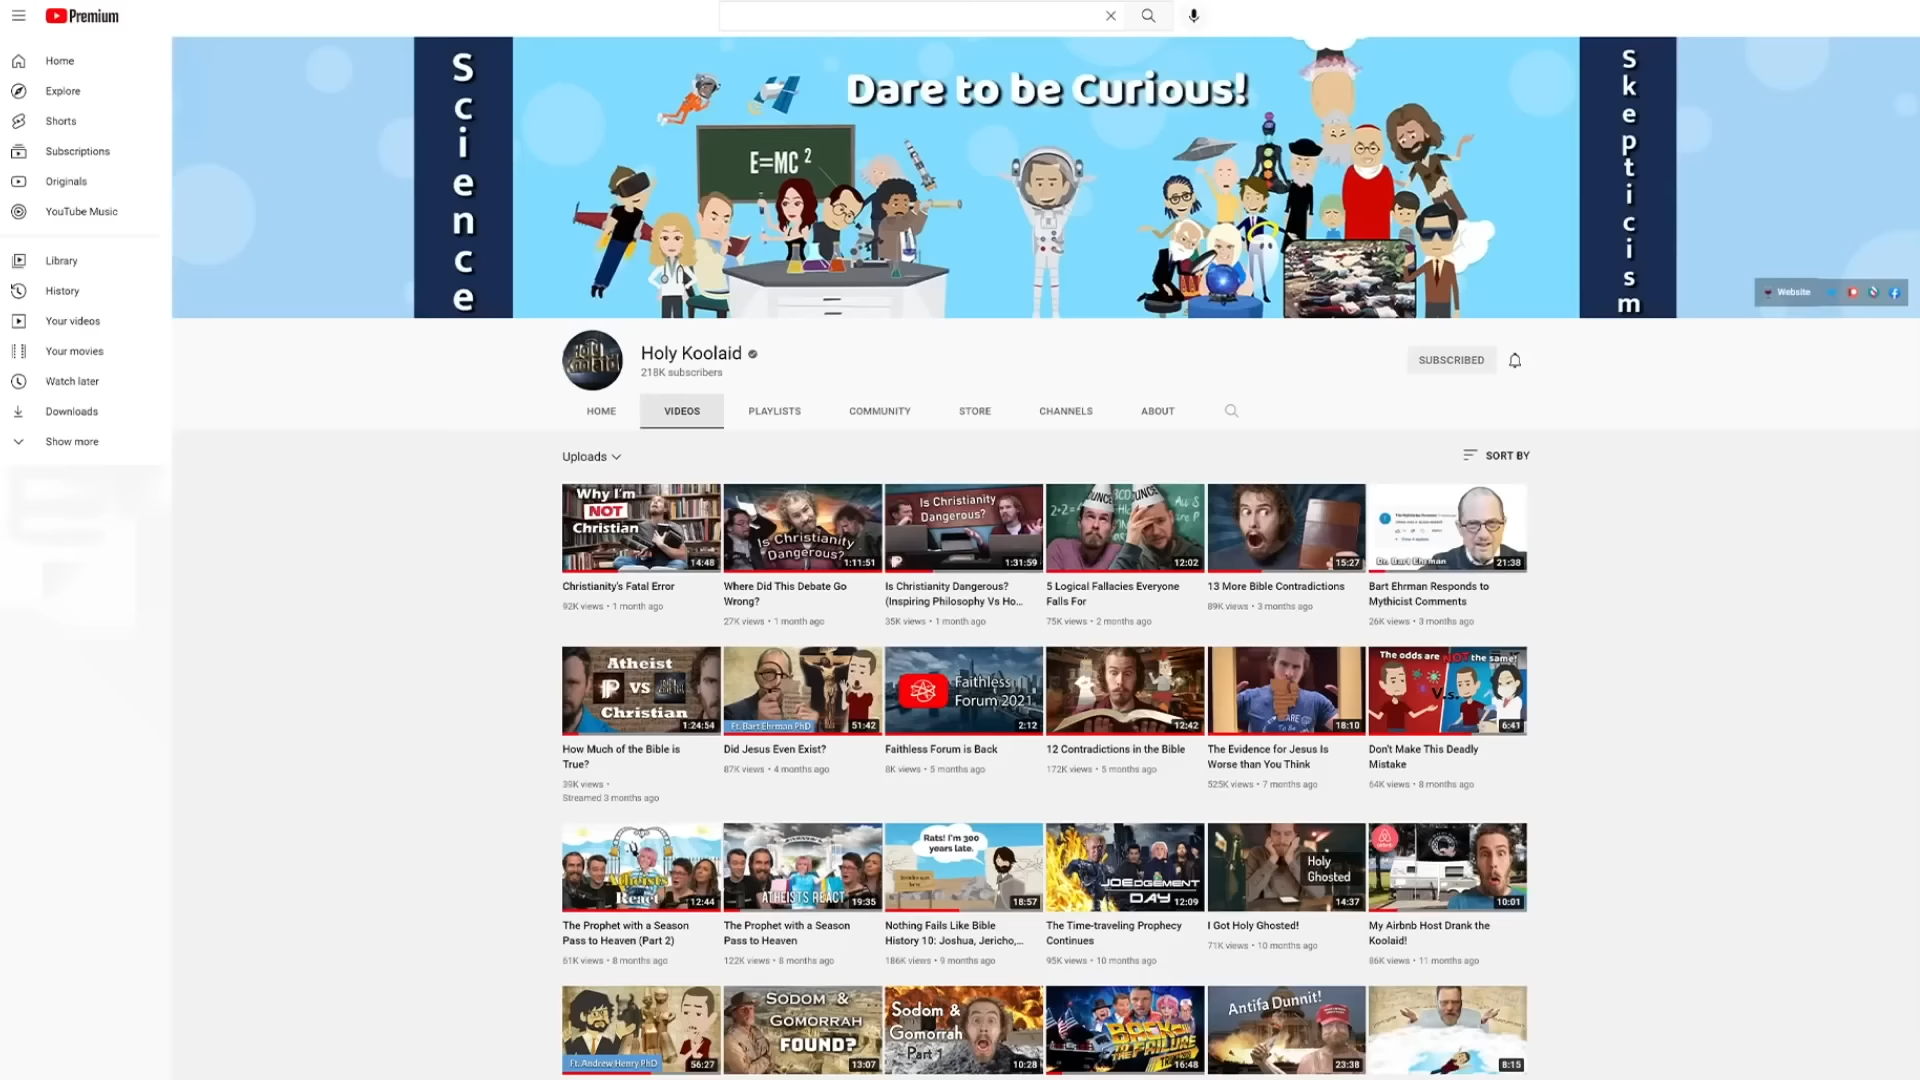 Premium
Home
Explore
Shorts
Subscriptions
Originals
YouTube Music
Library
History
Your videos
Your movies
Watch later
Downloads
Show more
Science
Dare to be Curious!
E=MC 2
Skepticism
Website
Holy Koolaid
Holy Koolaid
218K subscribers
SUBSCRIBED
HOME
VIDEOS
PLAYLISTS
COMMUNITY
STORE
CHANNELS
ABOUT
Uploads
SORT BY
Why I'm
NOT
Christian
14:48
Is Christianity
Dangerous?
1:11:51
Is Christianity
Dangerous?
1:31:59
12:02
15:27
Dr. Bart Ehrman
21:38
Christianity's Fatal Error
92K views • 1 month ago
Where Did This Debate Go
Wrong?
27K views • 1 month ago
Is Christianity Dangerous?
(Inspiring Philosophy Vs Ho...
35K views • 1 month ago
5 Logical Fallacies Everyone
Falls For
75K views • 2 months ago
13 More Bible Contradictions
89K views • 3 months ago
Bart Ehrman Responds to
Mythicist Comments
26K views • 3 months ago
Atheist
VS
Christian
1:24:54
Ft. Bart Ehrman PhD
51:42
Faithless
Forum 2021
2:12
12:42
18:10
The odds are NOT the same!
V.s.
6:41
How Much of the Bible is
True?
39K views •
Streamed 3 months ago
Did Jesus Even Exist?
87K views • 4 months ago
Faithless Forum is Back
8K views • 5 months ago
12 Contradictions in the Bible
172K views • 5 months ago
The Evidence for Jesus Is
Worse than You Think
525K views • 7 months ago
Don't Make This Deadly
Mistake
64K views • 8 months ago
Atheists
React
12:44
ATHEISTS REACT
19:35
Rats! I'm 300
years late.
18:57
JOEDGEMENT
DAY
12:09
Holy
Ghosted
14:37
10:01
The Prophet with a Season
Pass to Heaven (Part 2)
61K views • 8 months ago
The Prophet with a Season
Pass to Heaven
122K views • 8 months ago
Nothing Fails Like Bible
History 10: Joshua, Jericho,...
186K views • 9 months ago
The Time-traveling Prophecy
Continues
95K views • 10 months ago
I Got Holy Ghosted!
71K views • 10 months ago
My Airbnb Host Drank the
Koolaid!
86K views • 11 months ago
Ft. Andrew Henry PhD
56:27
SODOM &
GOMORRAH
FOUND?
13:07
Sodom &
Gomorrah
Part 1
10:28
BACK
TO THE FAILURE
16:48
Antifa Dunnit!
23:38
8:15